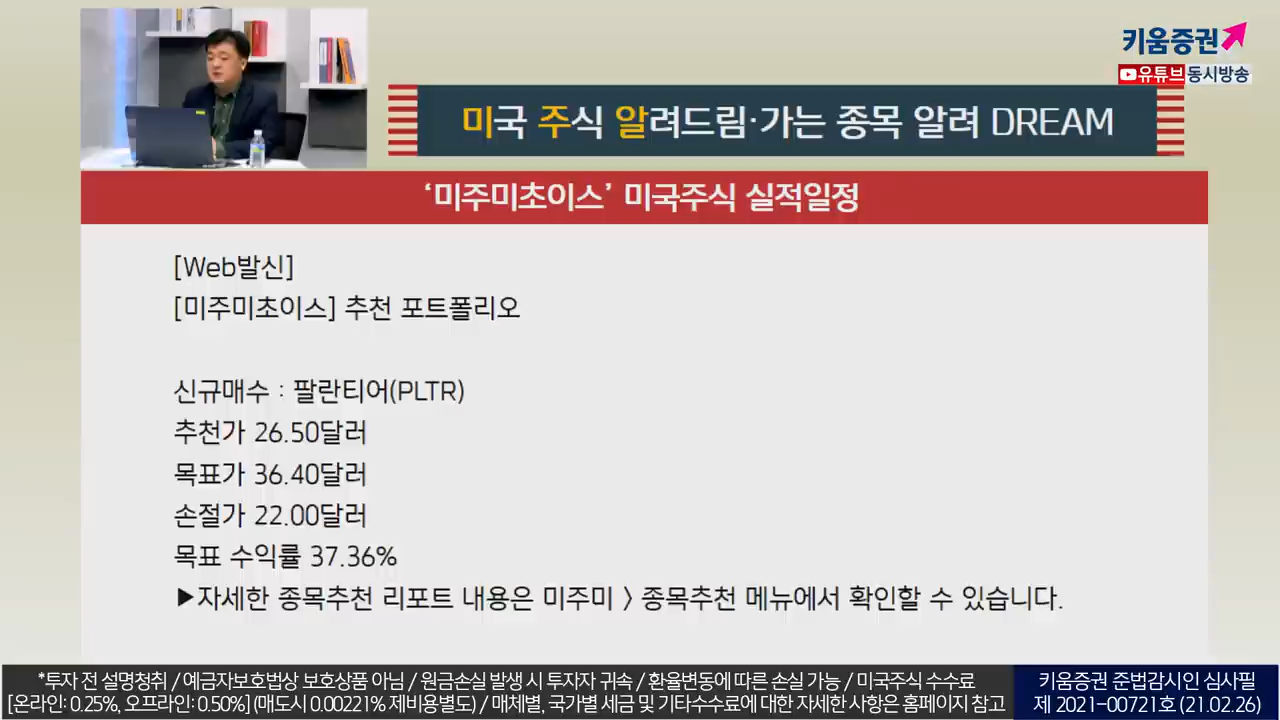 키움증권
유튜브 동시방송
미국 주식 알려드림·가는 종목 알려 DREAM
‘미주미초이스’ 미국주식 실적일정
[Web발신]
[미주미초이스] 추천 포트폴리오
신규매수 : 팔란티어(PLTR)
추천가 26.50달러
목표가 36.40달러
손절가 22.00달러
목표 수익률 37.36%
▶자세한 종목추천 리포트 내용은 미주미 > 종목추천 메뉴에서 확인할 수 있습니다.
*투자 전 설명청취 / 예금자보호법상 보호상품 아님 / 원금손실 발생 시 투자자 귀속 / 환율변동에 따른 손실 가능 / 미국주식 수수료
[온라인: 0.25%, 오프라인: 0.50%] (매도시 0.00221% 제비용별도) / 매체별, 국가별 세금 및 기타수수료에 대한 자세한 사항은 홈페이지 참고
키움증권 준법감시인 심사필
제 2021-00721호 (21.02.26)